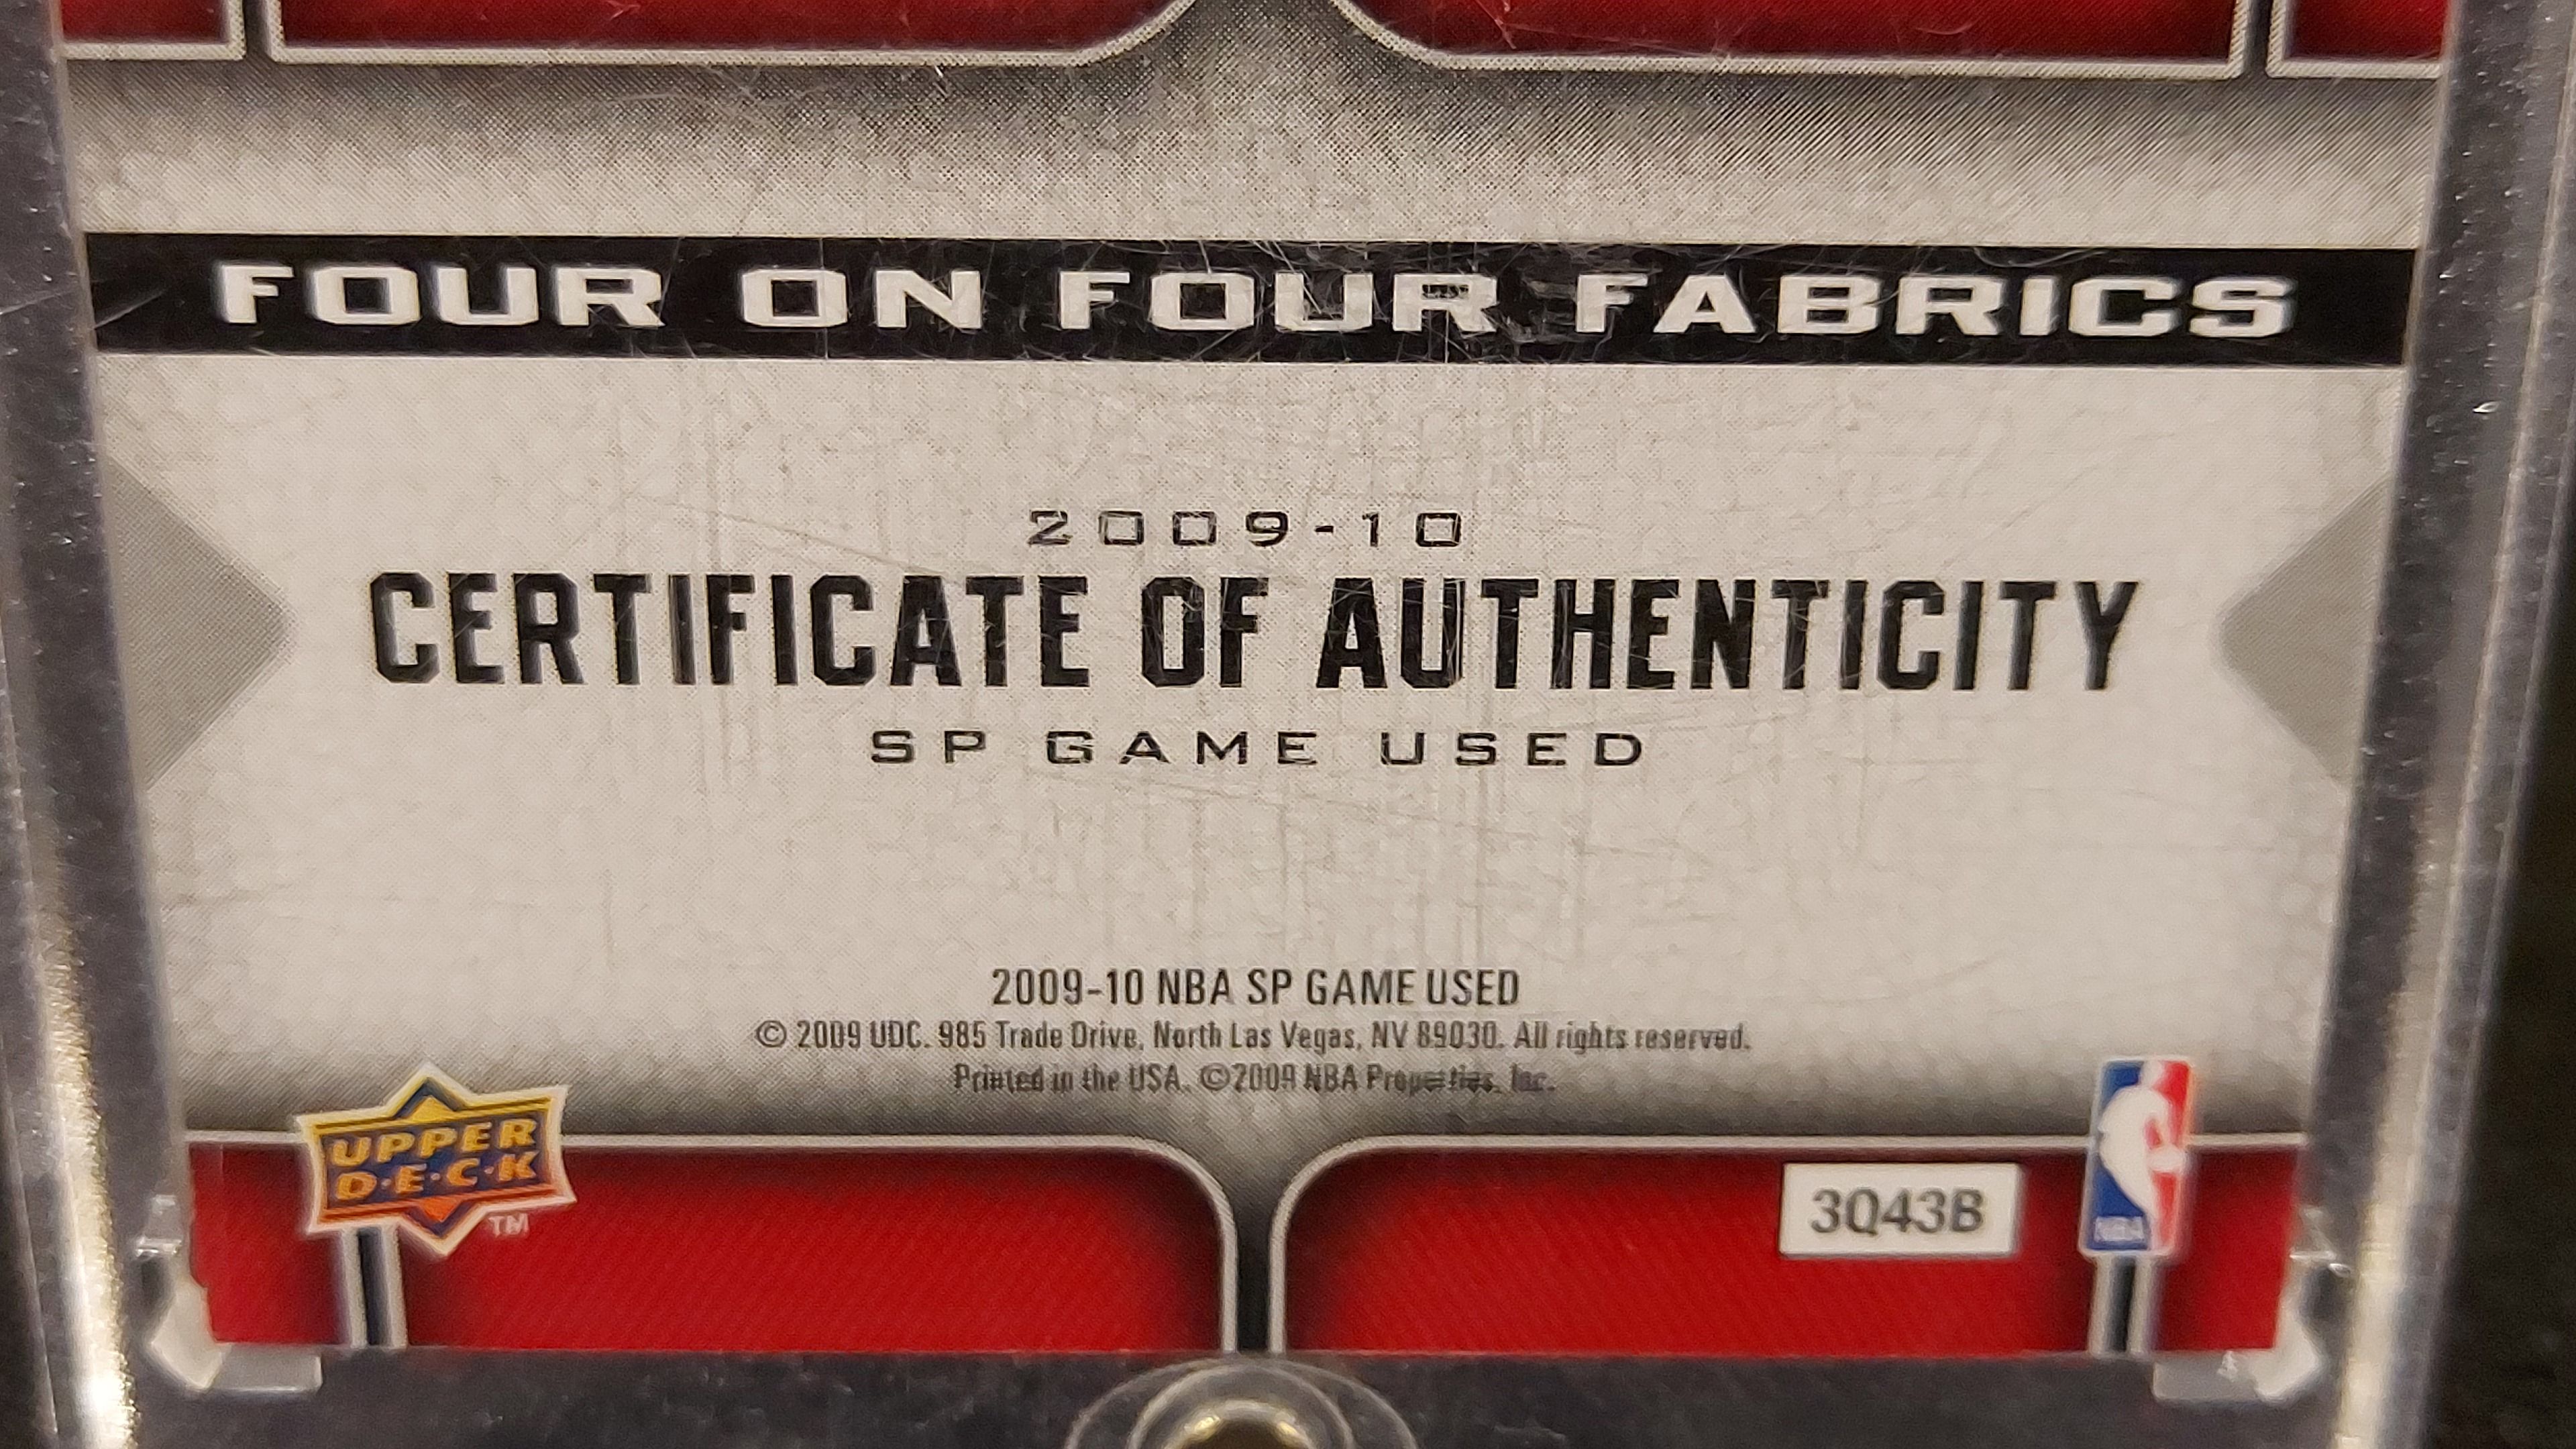 FOUR ON FOUR FABRICS
2009-10
CERTIFICATE OF AUTHENTICITY
SP GAME USED
2009-10 NBA SP GAME USED
© 2009 UDC. 985 Trade Drive, North Las Vegas, NV 89030. All rights reserved.
Printed in the USA. ©2009 NBA Properties, Inc.
UPPER
D·E·C·K
TM
3Q43B
NBA